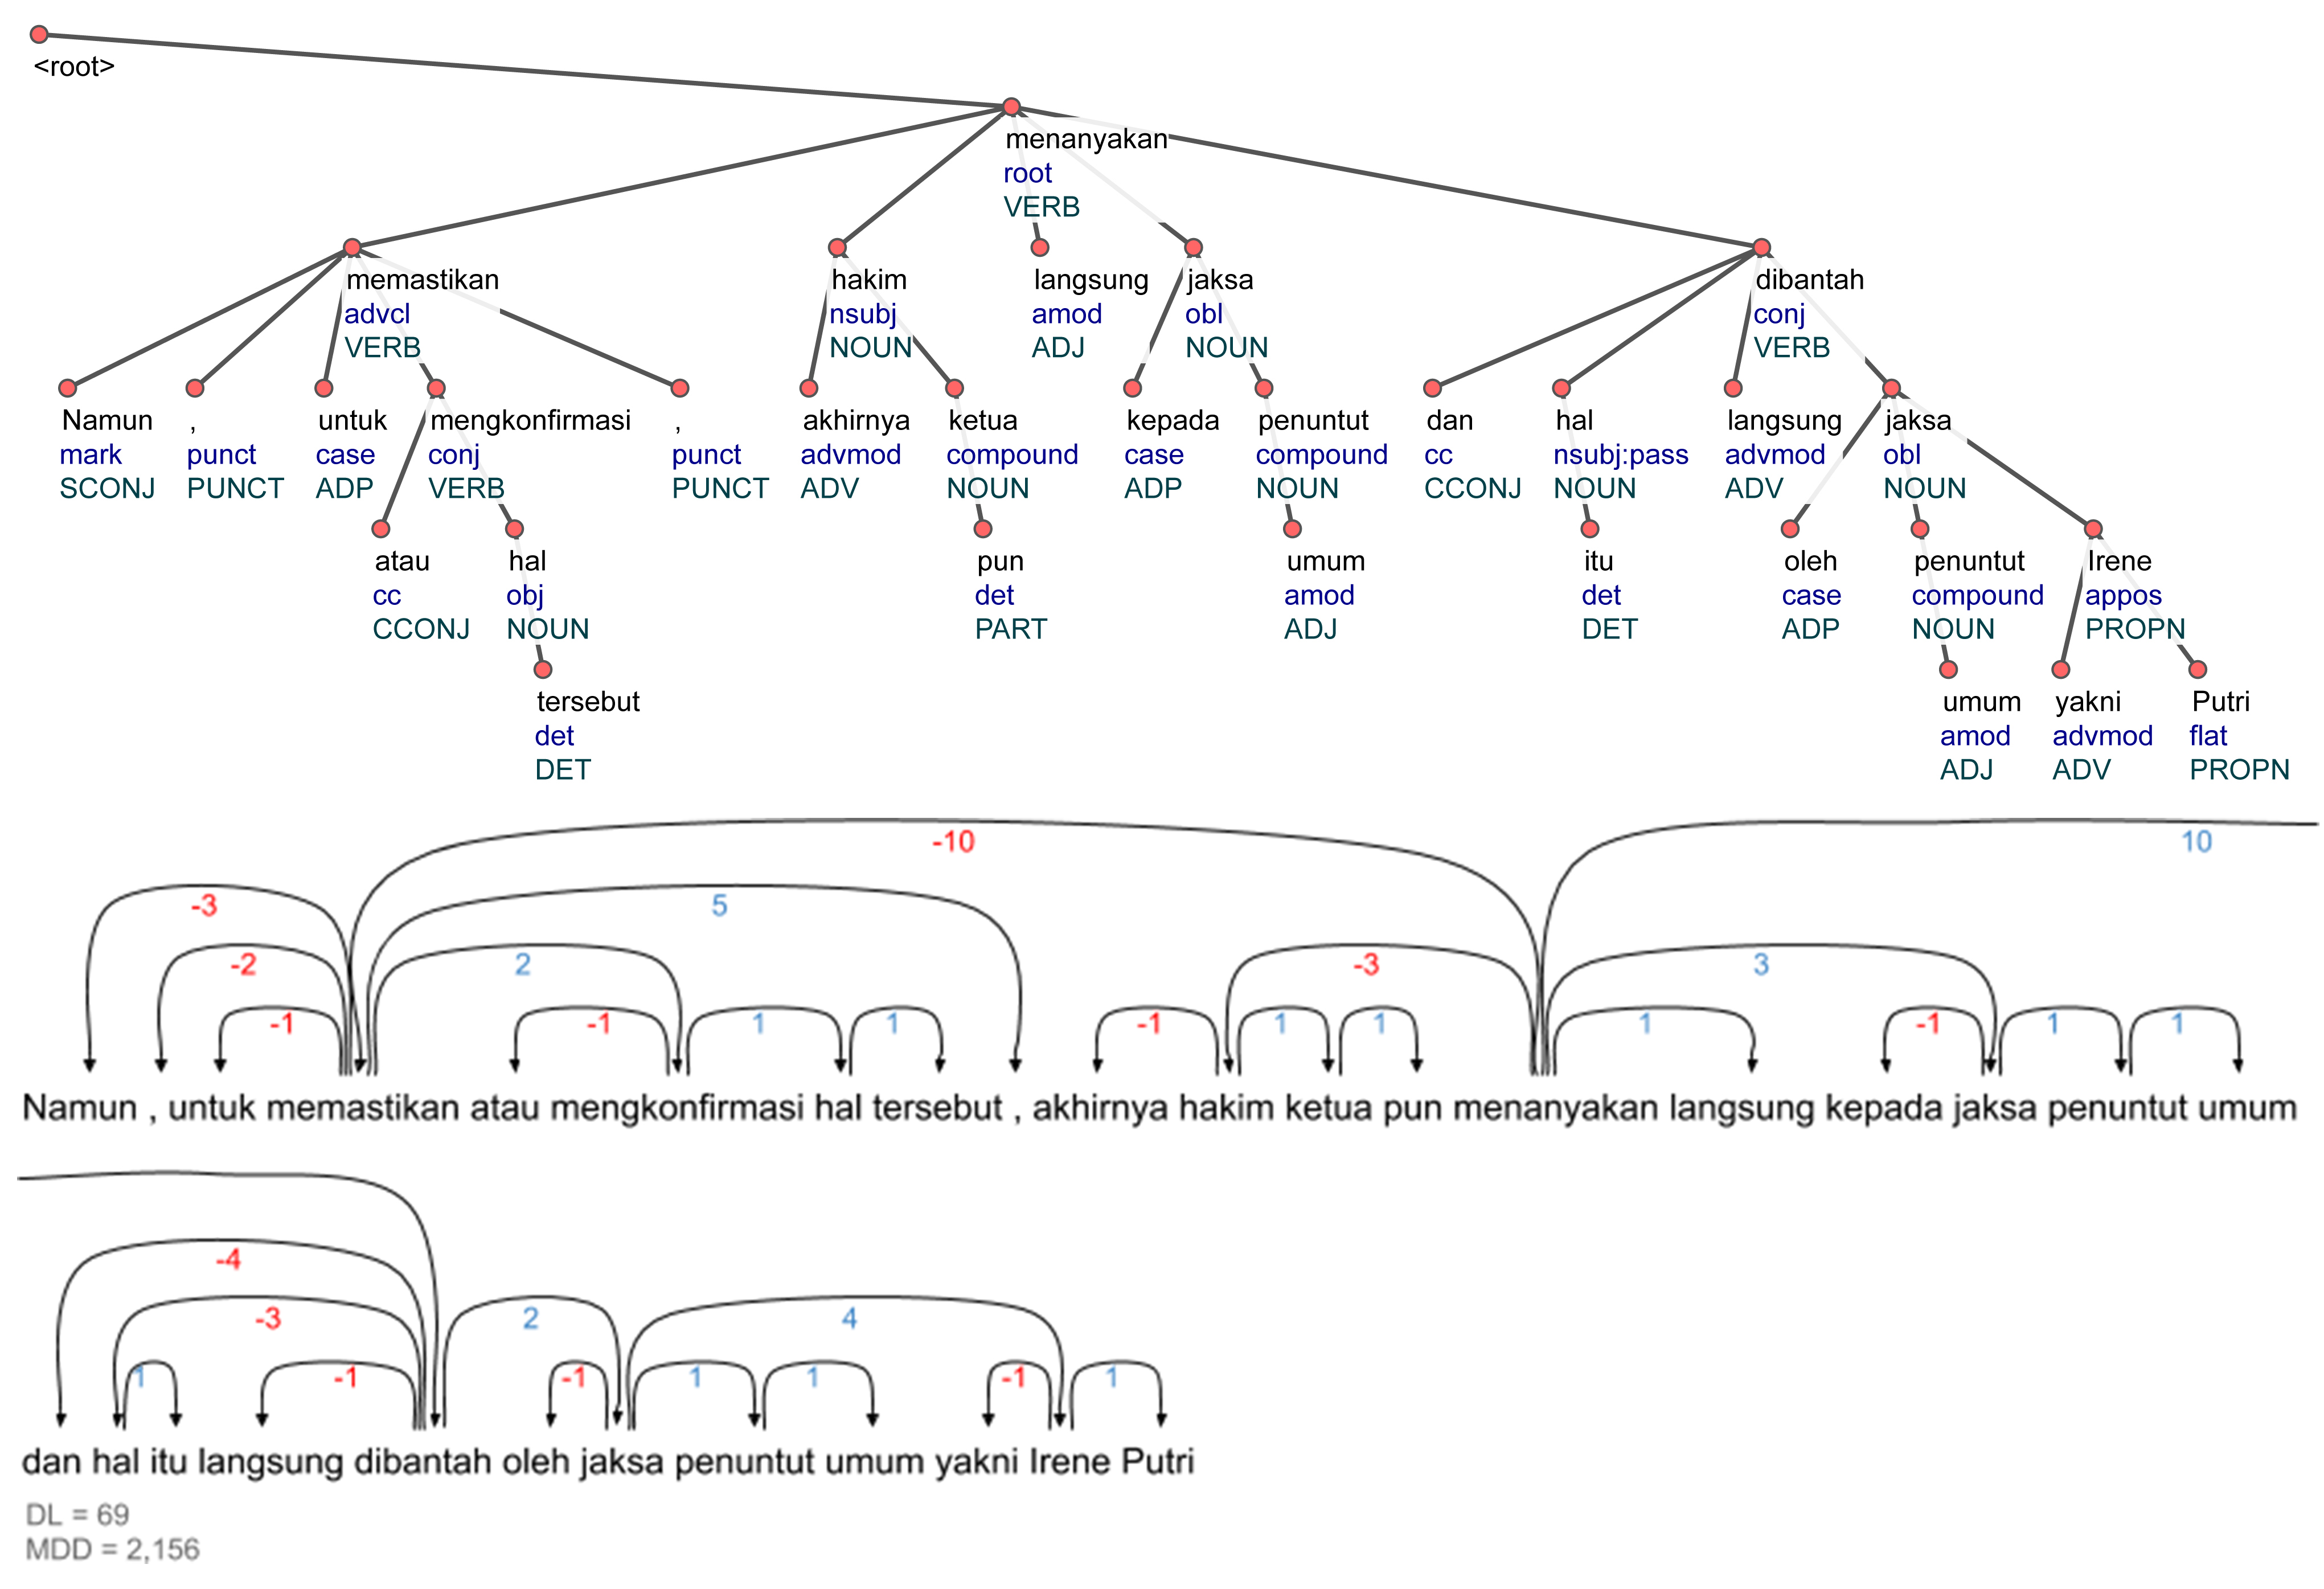 <root>
menanyakan
root
VERB
memastikan hakim langsung jaksa dibantah
advcl nsubj amod obl conj
VERB NOUN ADJ NOUN VERB
Namun , untuk mengkonfirmasi , akhirnya ketua kepada penuntut dan hal langsung jaksa
mark punct case conj punct advmod compound case compound cc nsubj:pass advmod obl
SCONJ PUNCT ADP VERB PUNCT ADV NOUN ADP NOUN CCONJ NOUN ADV NOUN
atau hal pun umum itu oleh penuntut Irene
cc obj det amod det case compound appos
CCONJ NOUN PART ADJ DET ADP NOUN PROPN
tersebut umum yakni Putri
det amod advmod flat
DET ADJ ADV PROPN
-10 10
-3 5
-2 2 -3 3
-1 -1 1 1 -1 1 1 1 -1 1 1
Namun , untuk memastikan atau mengkonfirmasi hal tersebut , akhirnya hakim ketua pun menanyakan langsung kepada jaksa penuntut umum
-4
-3 2 4
1 -1 -1 1 1 -1 1
dan hal itu langsung dibantah oleh jaksa penuntut umum yakni Irene Putri
DL = 69
MDD = 2,156